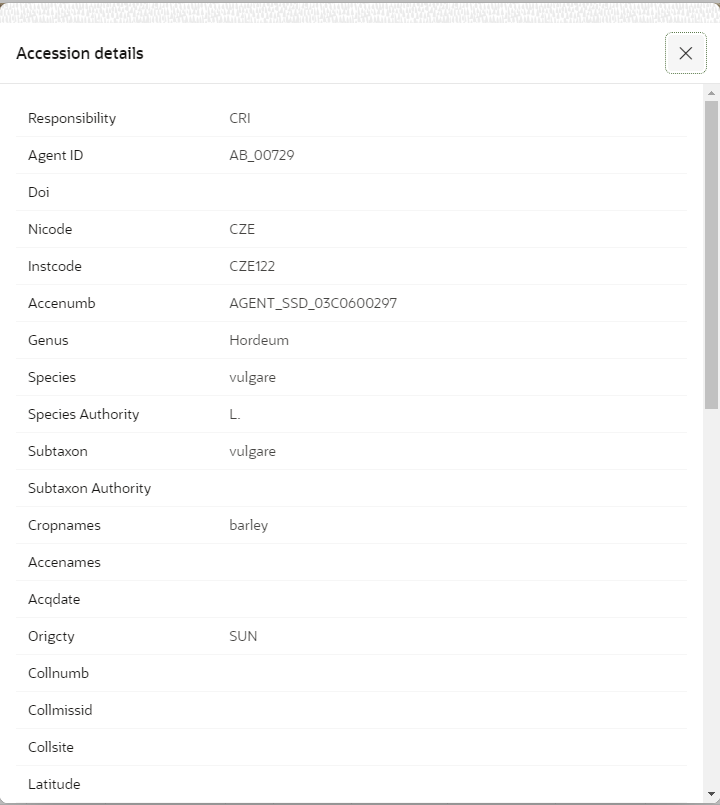 Accession details
Responsibility CRI
Agent ID AB_00729
Doi
Nicode CZE
Instcode CZE122
Accenumb AGENT_SSD_03C0600297
Genus Hordeum
Species vulgare
Species Authority L.
Subtaxon vulgare
Subtaxon Authority
Cropnames barley
Accenames
Acqdate
Origcty SUN
Collnumb
Collmissid
Collsite
Latitude